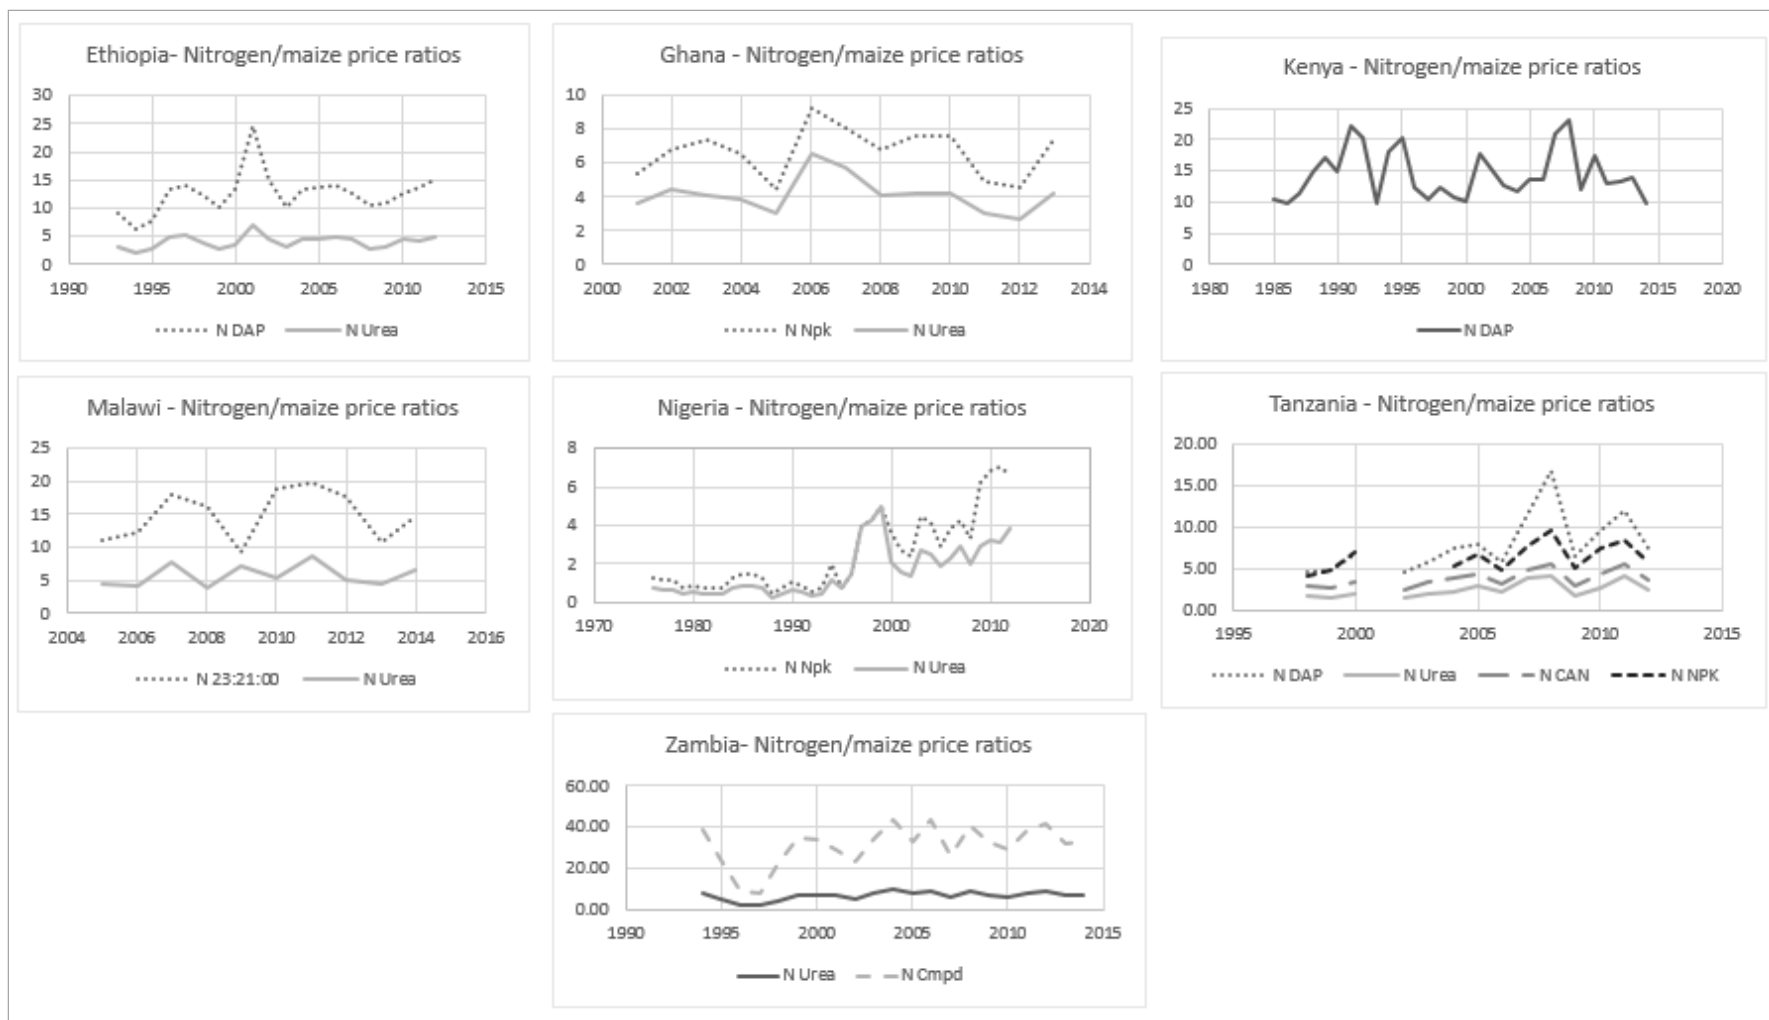 Ethiopia- Nitrogen/maize price ratios
30
25
20
15
10
5
0
1990 1995 2000 2005 2010 2015
N DAP N Urea
Ghana - Nitrogen/maize price ratios
10
8
6
4
2
0
2000 2002 2004 2006 2008 2010 2012 2014
N Npk N Urea
Kenya - Nitrogen/maize price ratios
25
20
15
10
5
0
1980 1985 1990 1995 2000 2005 2010 2015 2020
N DAP
Malawi - Nitrogen/maize price ratios
25
20
15
10
5
0
2004 2006 2008 2010 2012 2014 2016
N 23:21:00 N Urea
Nigeria - Nitrogen/maize price ratios
8
6
4
2
0
1970 1980 1990 2000 2010 2020
N Npk N Urea
Tanzania - Nitrogen/maize price ratios
20.00
15.00
10.00
5.00
0.00
1995 2000 2005 2010 2015
N DAP N Urea N CAN N NPK
Zambia- Nitrogen/maize price ratios
60.00
40.00
20.00
0.00
1990 1995 2000 2005 2010 2015
N Urea N Cmpd